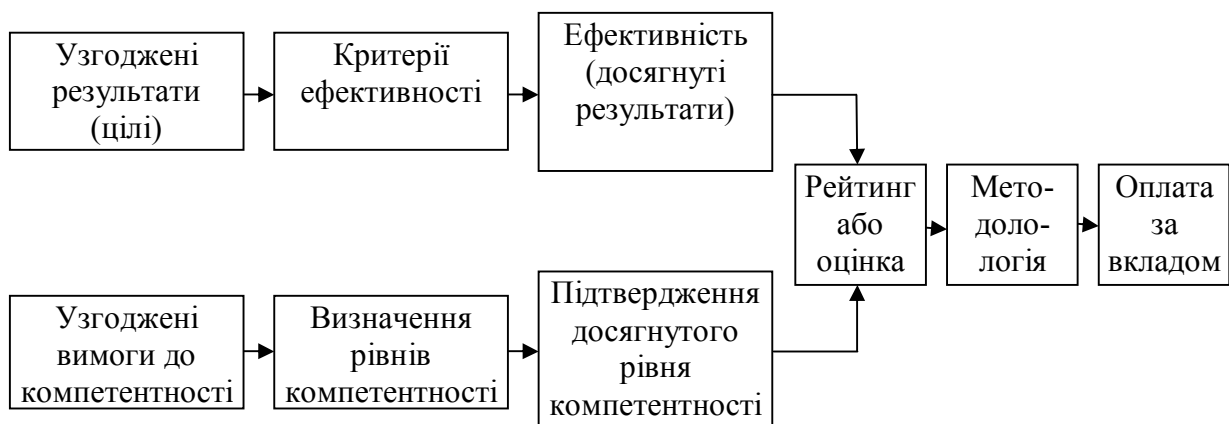 Узгоджені
результати
(цілі)
Критерії
ефективності
Ефективність
(досягнуті
результати)
Узгоджені
вимоги до
компетентності
Визначення
рівнів
компетентності
Підтвердження
досягнутого
рівня
компетентності
Рейтинг
або
оцінка
Мето-
доло-
логія
Оплата
за
вкладом